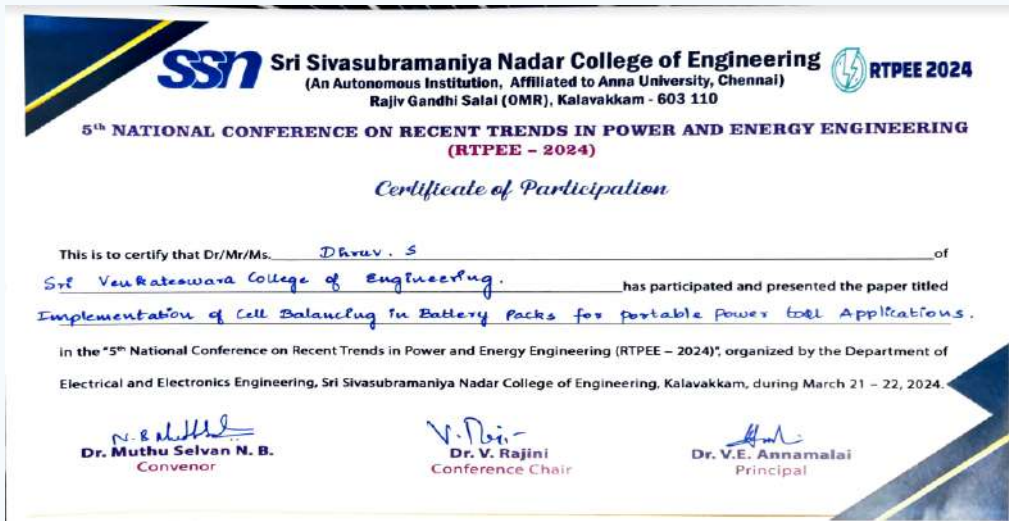 ssn Sri Sivasubramaniya Nadar College of Engineering RTPEE 2024
(An Autonomous Institution, Affiliated to Anna University, Chennai)
Rajiv Gandhi Salai (OMR), Kalavakkam - 603 110
5th NATIONAL CONFERENCE ON RECENT TRENDS IN POWER AND ENERGY ENGINEERING
(RTPEE – 2024)
Certificate of Participation
This is to certify that Dr/Mr/Ms. Dhruv. S of
Sri Venkateswara College of Engineering. has participated and presented the paper titled
Implementation of Cell Balancing in Battery Packs for portable Power tool Applications.
in the “5th National Conference on Recent Trends in Power and Energy Engineering (RTPEE – 2024)”, organized by the Department of
Electrical and Electronics Engineering, Sri Sivasubramaniya Nadar College of Engineering, Kalavakkam, during March 21 – 22, 2024.
Dr. Muthu Selvan N. B. Dr. V. Rajini Dr. V.E. Annamalai
Convenor Conference Chair Principal